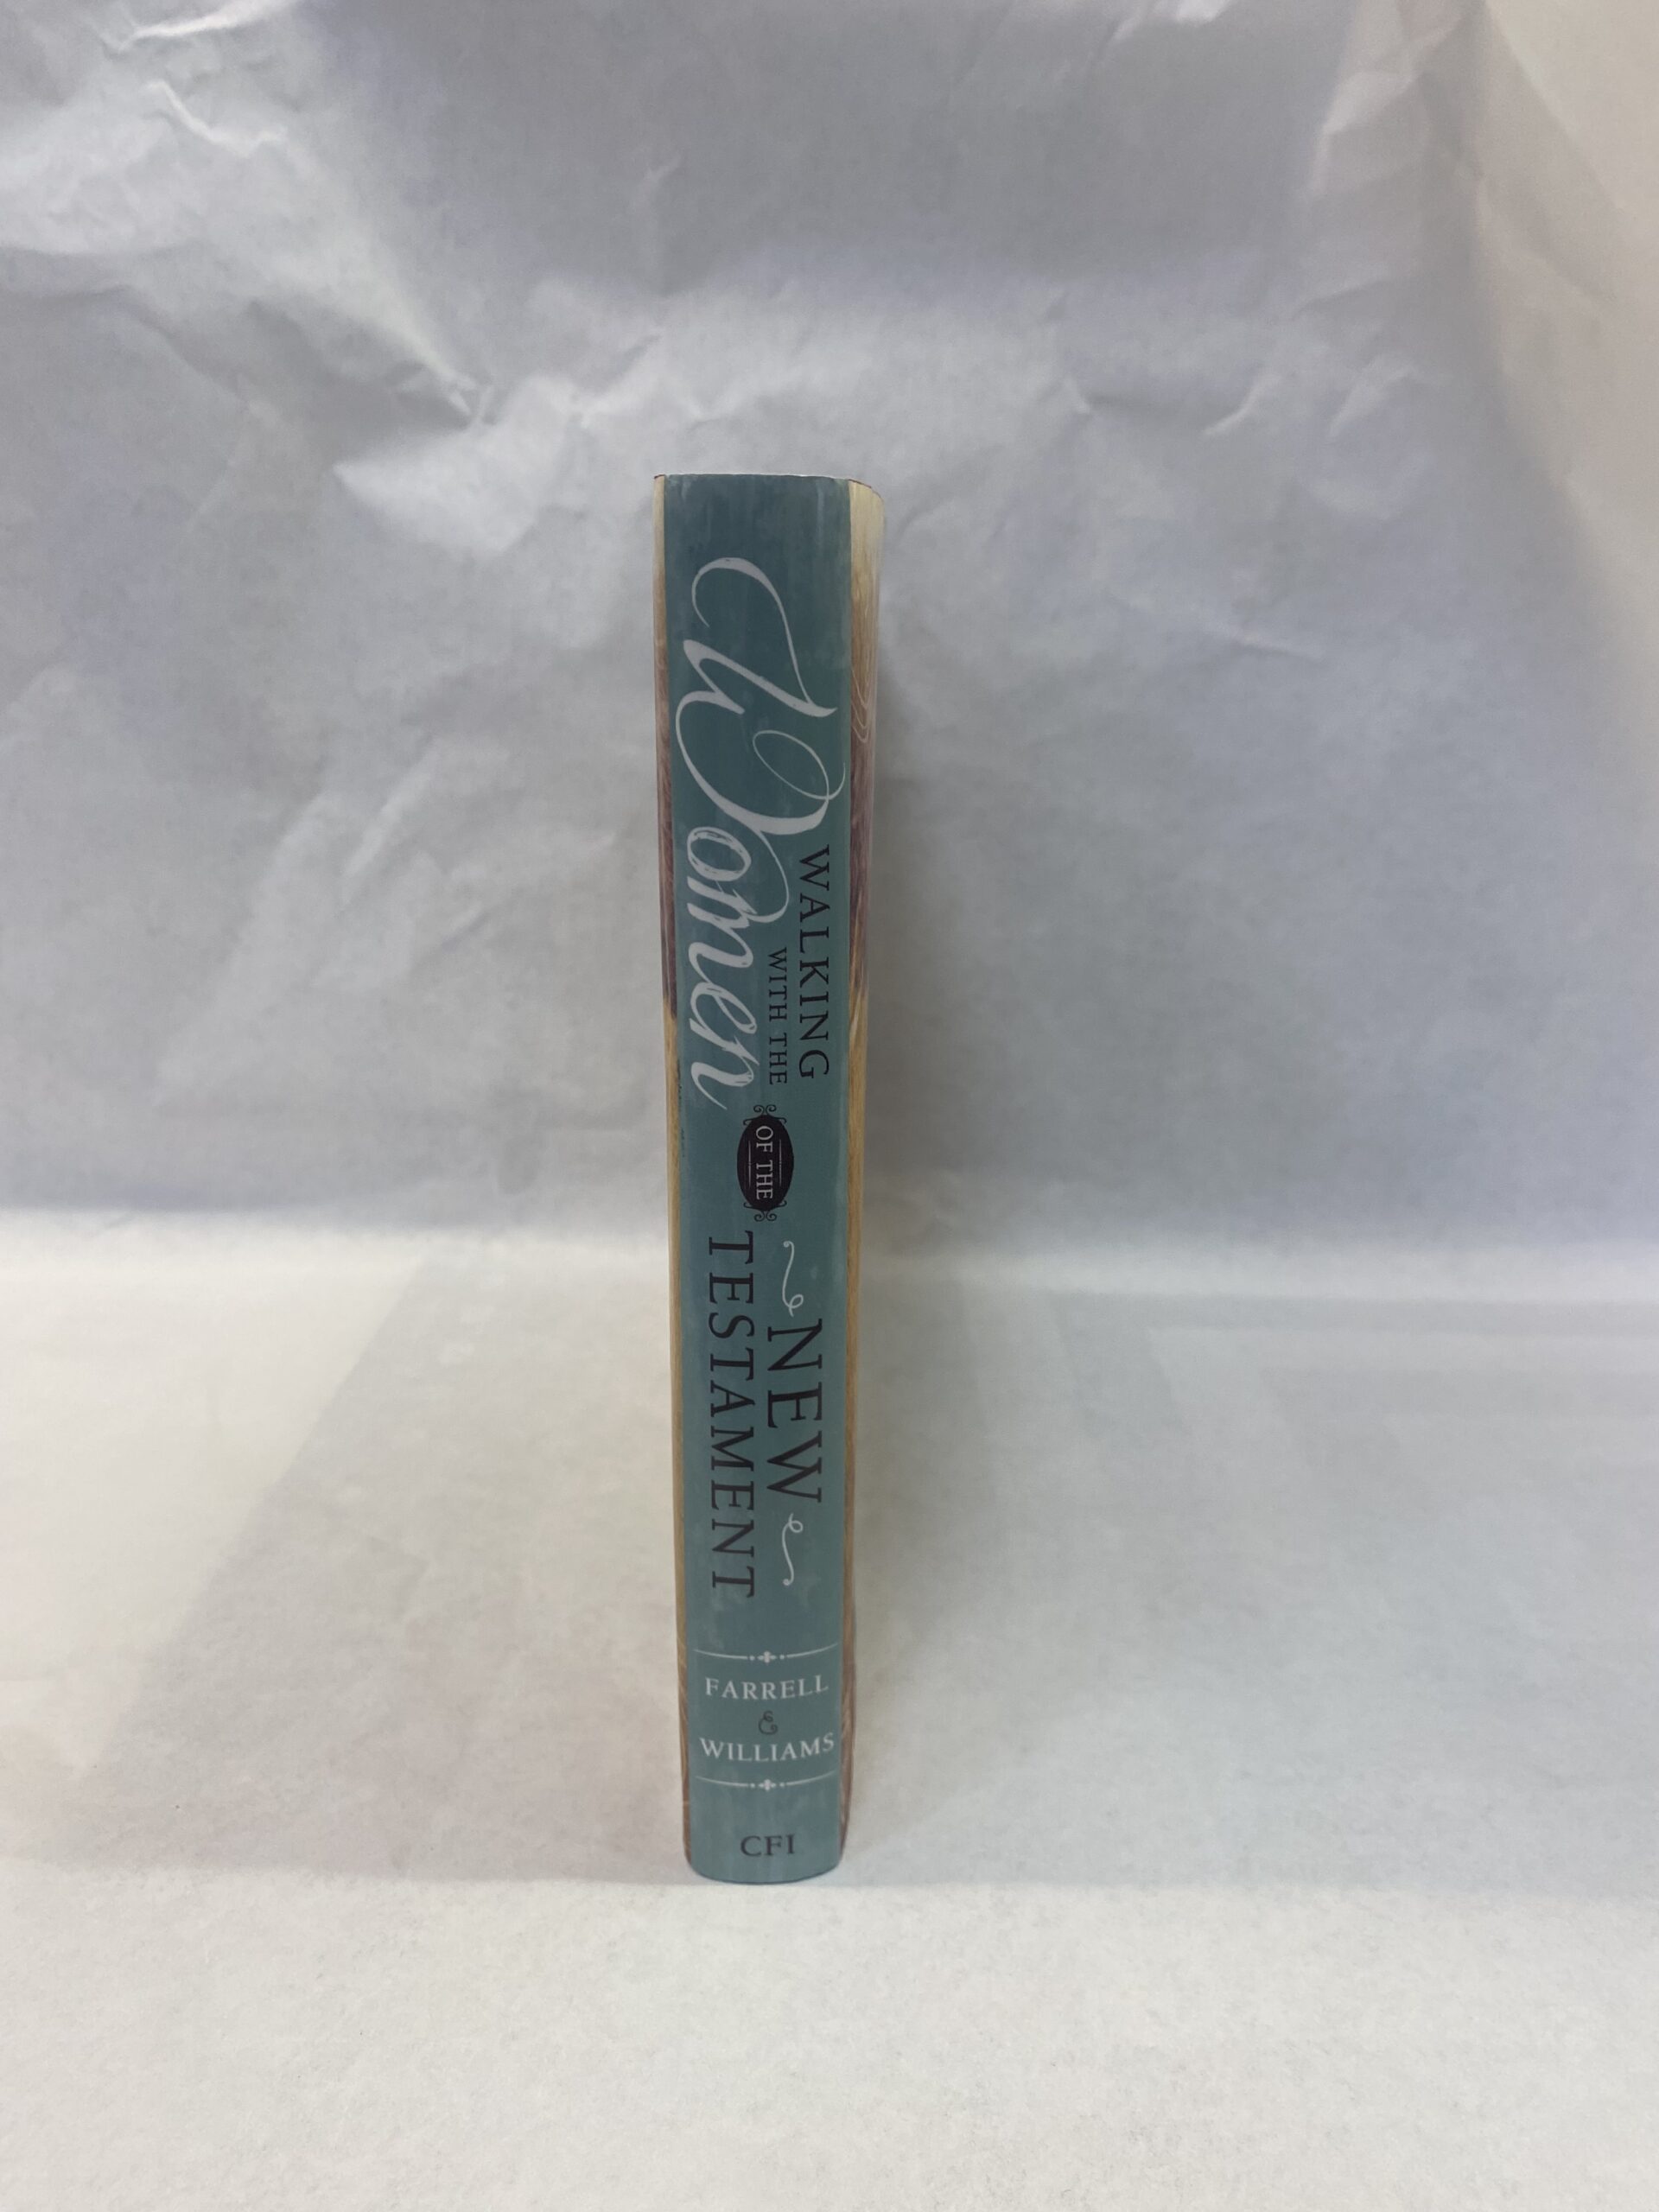 WALKING
WITH THE
Women
OF THE
NEW
TESTAMENT
FARRELL
&
WILLIAMS
CFI